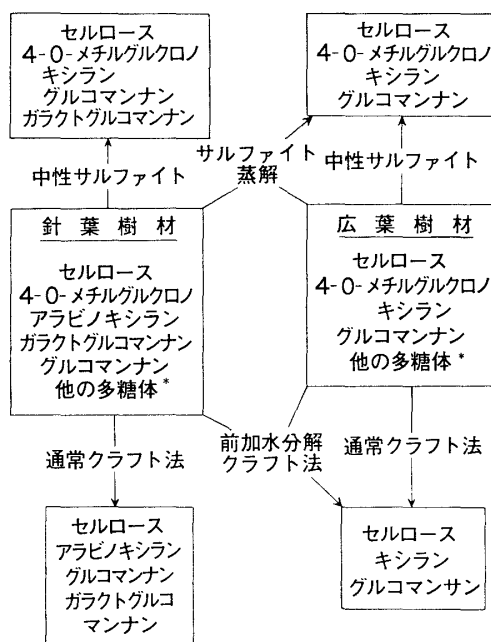 セルロース
4-0-メチルグルクロノ
キシラン
グルコマンナン
ガラクトグルコマンナン
セルロース
4-0-メチルグルクロノ
キシラン
グルコマンナン
中性サルファイト
サルファイト
蒸解
中性サルファイト
針葉樹材
セルロース
4-0-メチルグルクロノ
アラビノキシラン
ガラクトグルコマンナン
グルコマンナン
他の多糖体*
広葉樹材
セルロース
4-0-メチルグルクロノ
キシラン
グルコマンナン
他の多糖体*
通常クラフト法
前加水分解
クラフト法
通常クラフト法
セルロース
アラビノキシラン
グルコマンナン
ガラクトグルコ
マンナン
セルロース
キシラン
グルコマンサン